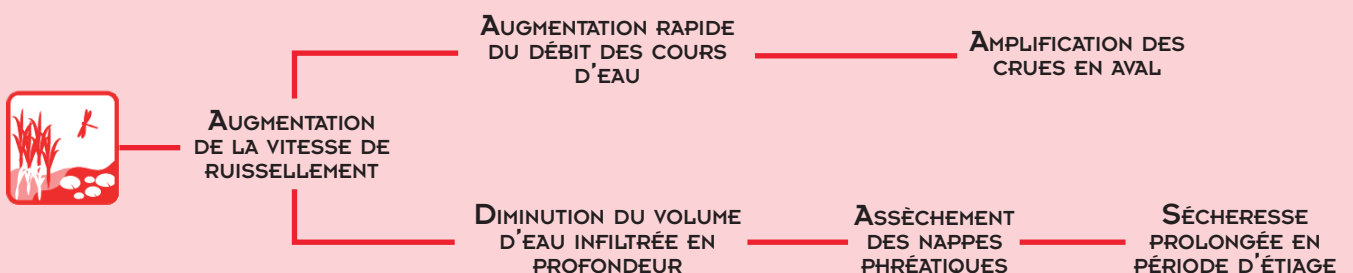 Augmentation
de la vitesse de
ruissellement
Augmentation rapide
du débit des cours
d'eau
Amplification des
crues en aval
Diminution du volume
d'eau infiltrée en
profondeur
Assèchement
des nappes
phréatiques
Sécheresse
prolongée en
période d'étiage